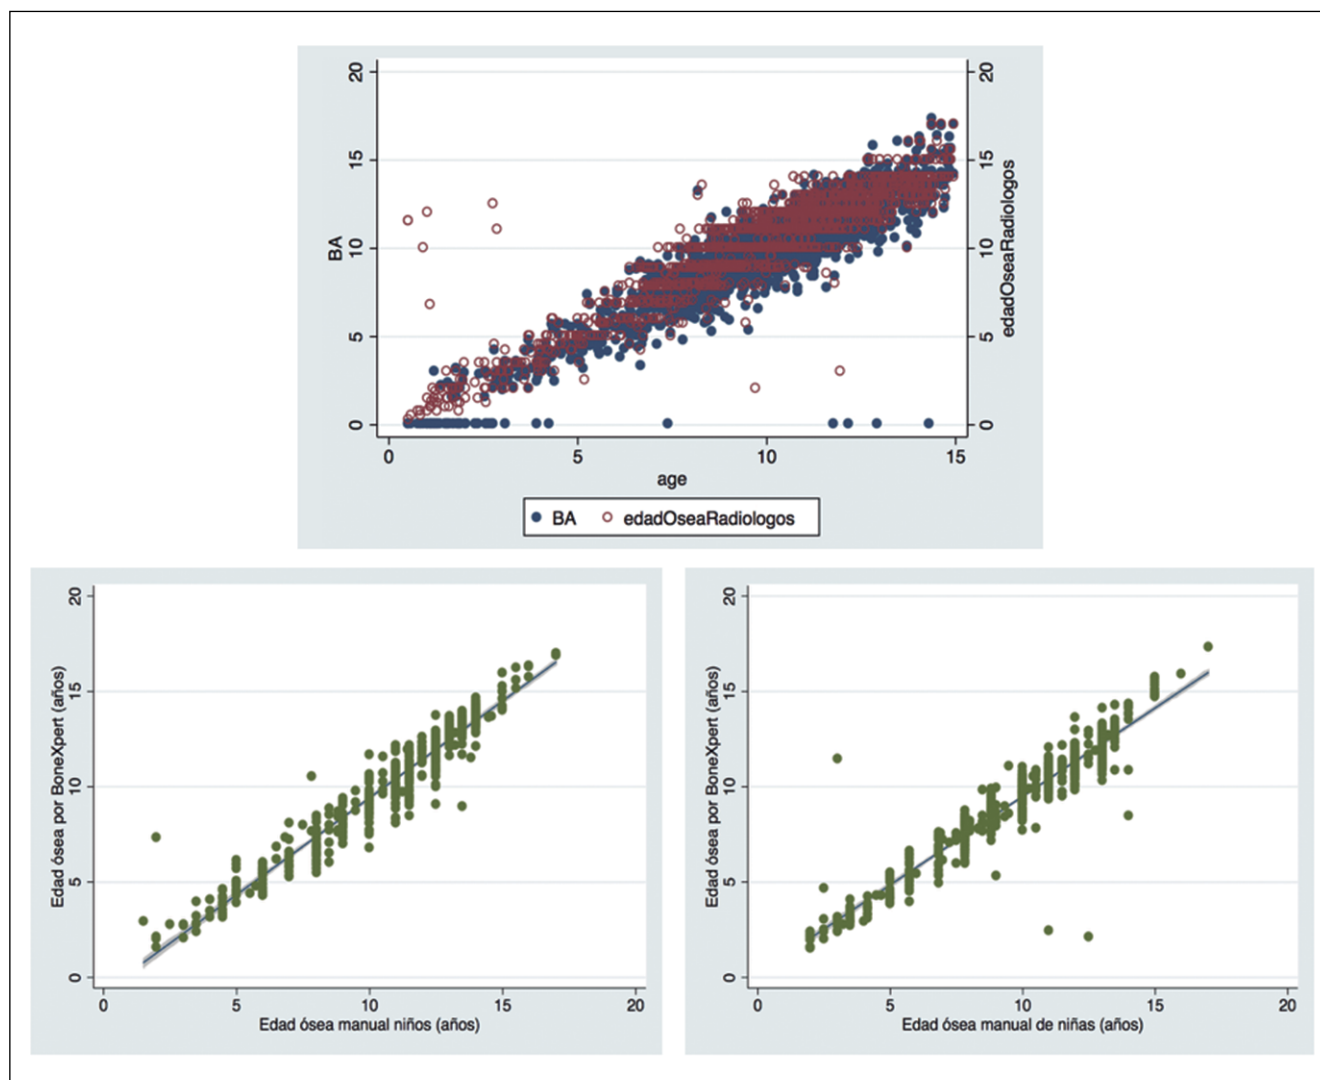 20
15
10
5
0
BA
20
15
10
5
0
edadOseaRadiologos
0 5 10 15
age
BA edadOseaRadiologos
20
15
10
5
0
Edad ósea por BoneXpert (años)
0 5 10 15 20
Edad ósea manual niños (años)
20
15
10
5
0
Edad ósea por BoneXpert (años)
0 5 10 15 20
Edad ósea manual de niñas (años)